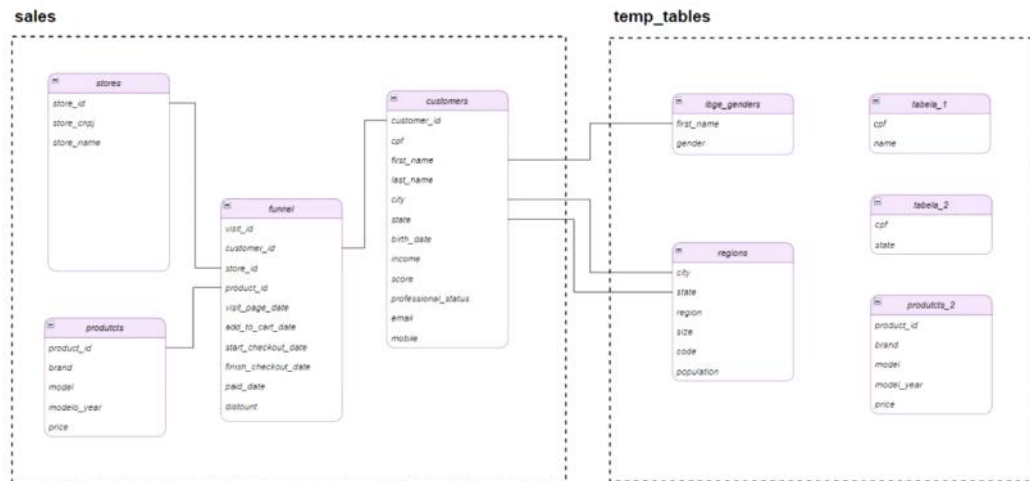 sales
temp_tables
stores
store_id
store_cnpj
store_name
produtcts
product_id
brand
model
modelo_year
price
funnel
visit_id
customer_id
store_id
product_id
visit_page_date
add_to_cart_date
start_checkout_date
finish_checkout_date
paid_date
distount
customers
customer_id
cpf
first_name
last_name
city
state
birth_date
income
score
professional_status
email
mobile
ibge_genders
first_name
gender
regions
city
state
region
size
code
population
tabela_1
cpf
name
tabela_2
cpf
state
produtcts_2
product_id
brand
model
model_year
price